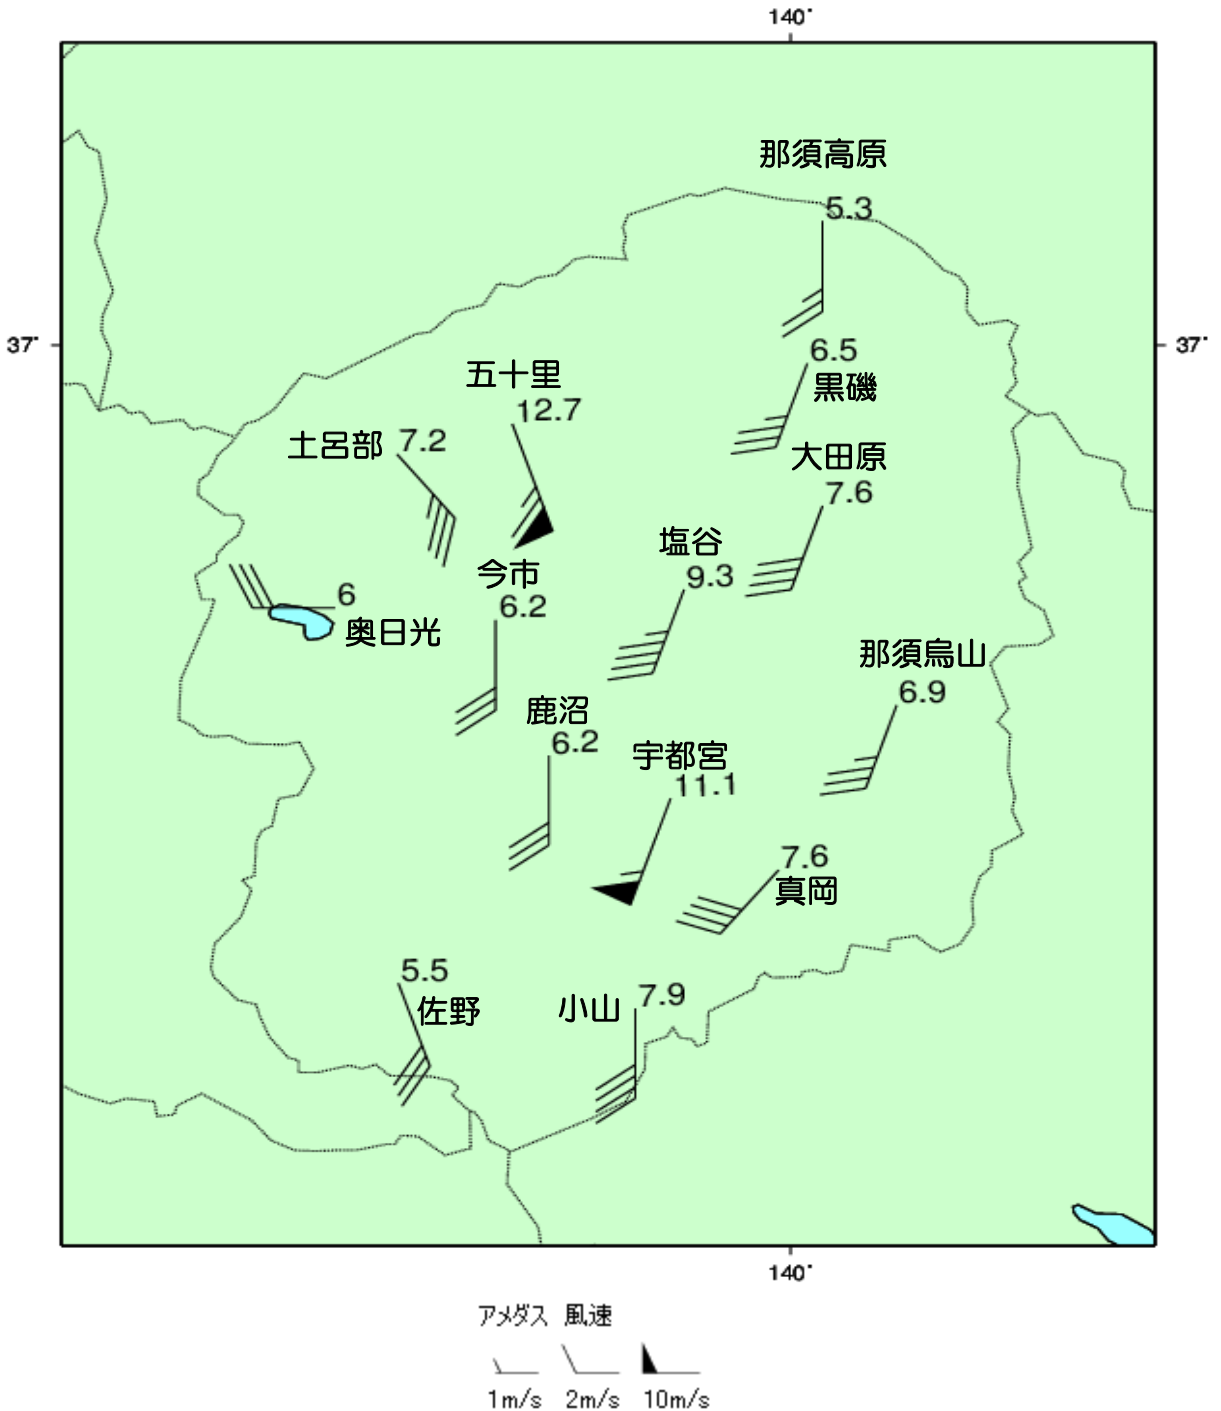 140°
那須高原
5.3
37°
37°
6.5
黒磯
五十里
12.7
土呂部 7.2
大田原
7.6
塩谷
9.3
今市
6.2
6
奥日光
那須烏山
6.9
鹿沼
6.2
宇都宮
11.1
7.6
真岡
5.5
佐野
小山 7.9
140°
アメダス 風速
1m/s 2m/s 10m/s